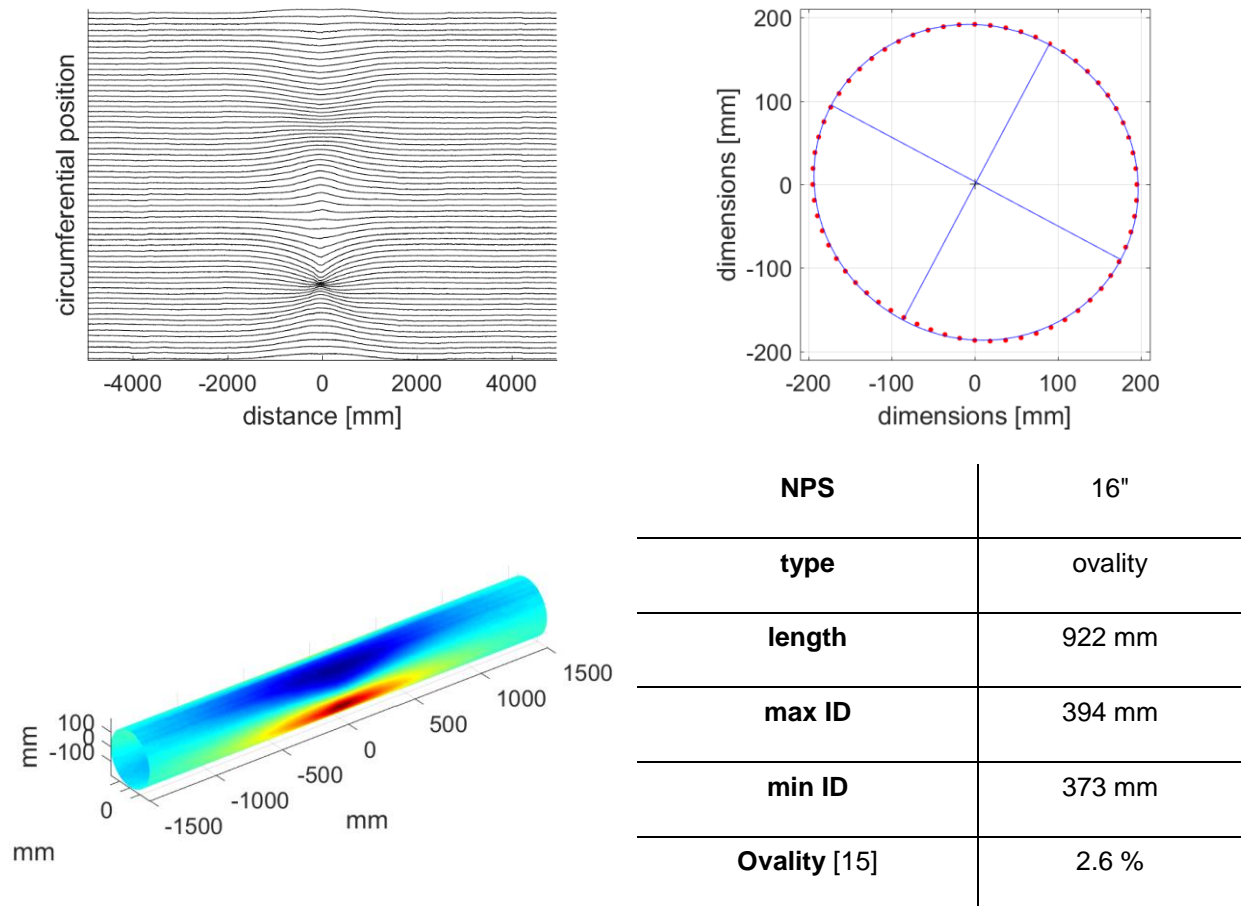 circumferential position
-4000 -2000 0 2000 4000
distance [mm]
200
100
0
-100
-200
dimensions [mm]
-200 -100 0 100 200
dimensions [mm]
100
0
-100
mm
0
mm
-1500
-1000
-500
0
500
1000
1500
mm
NPS 16"
type ovality
length 922 mm
max ID 394 mm
min ID 373 mm
Ovality [15] 2.6 %